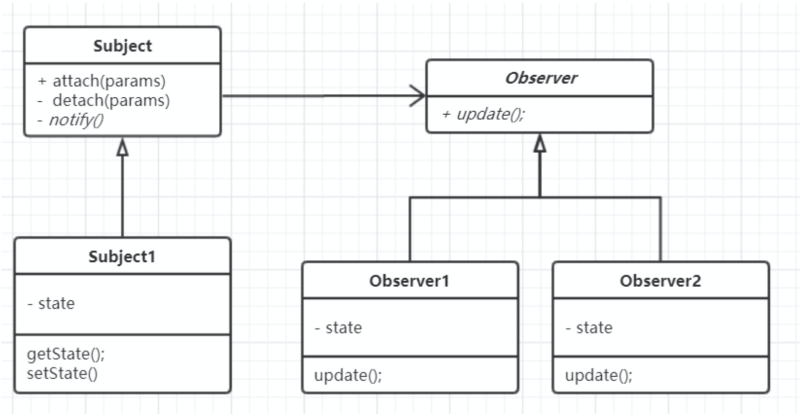 Subject
+ attach(params)
- detach(params)
- notify()
Observer
+ update();
Subject1
- state
getState();
setState()
Observer1
- state
update();
Observer2
- state
update();